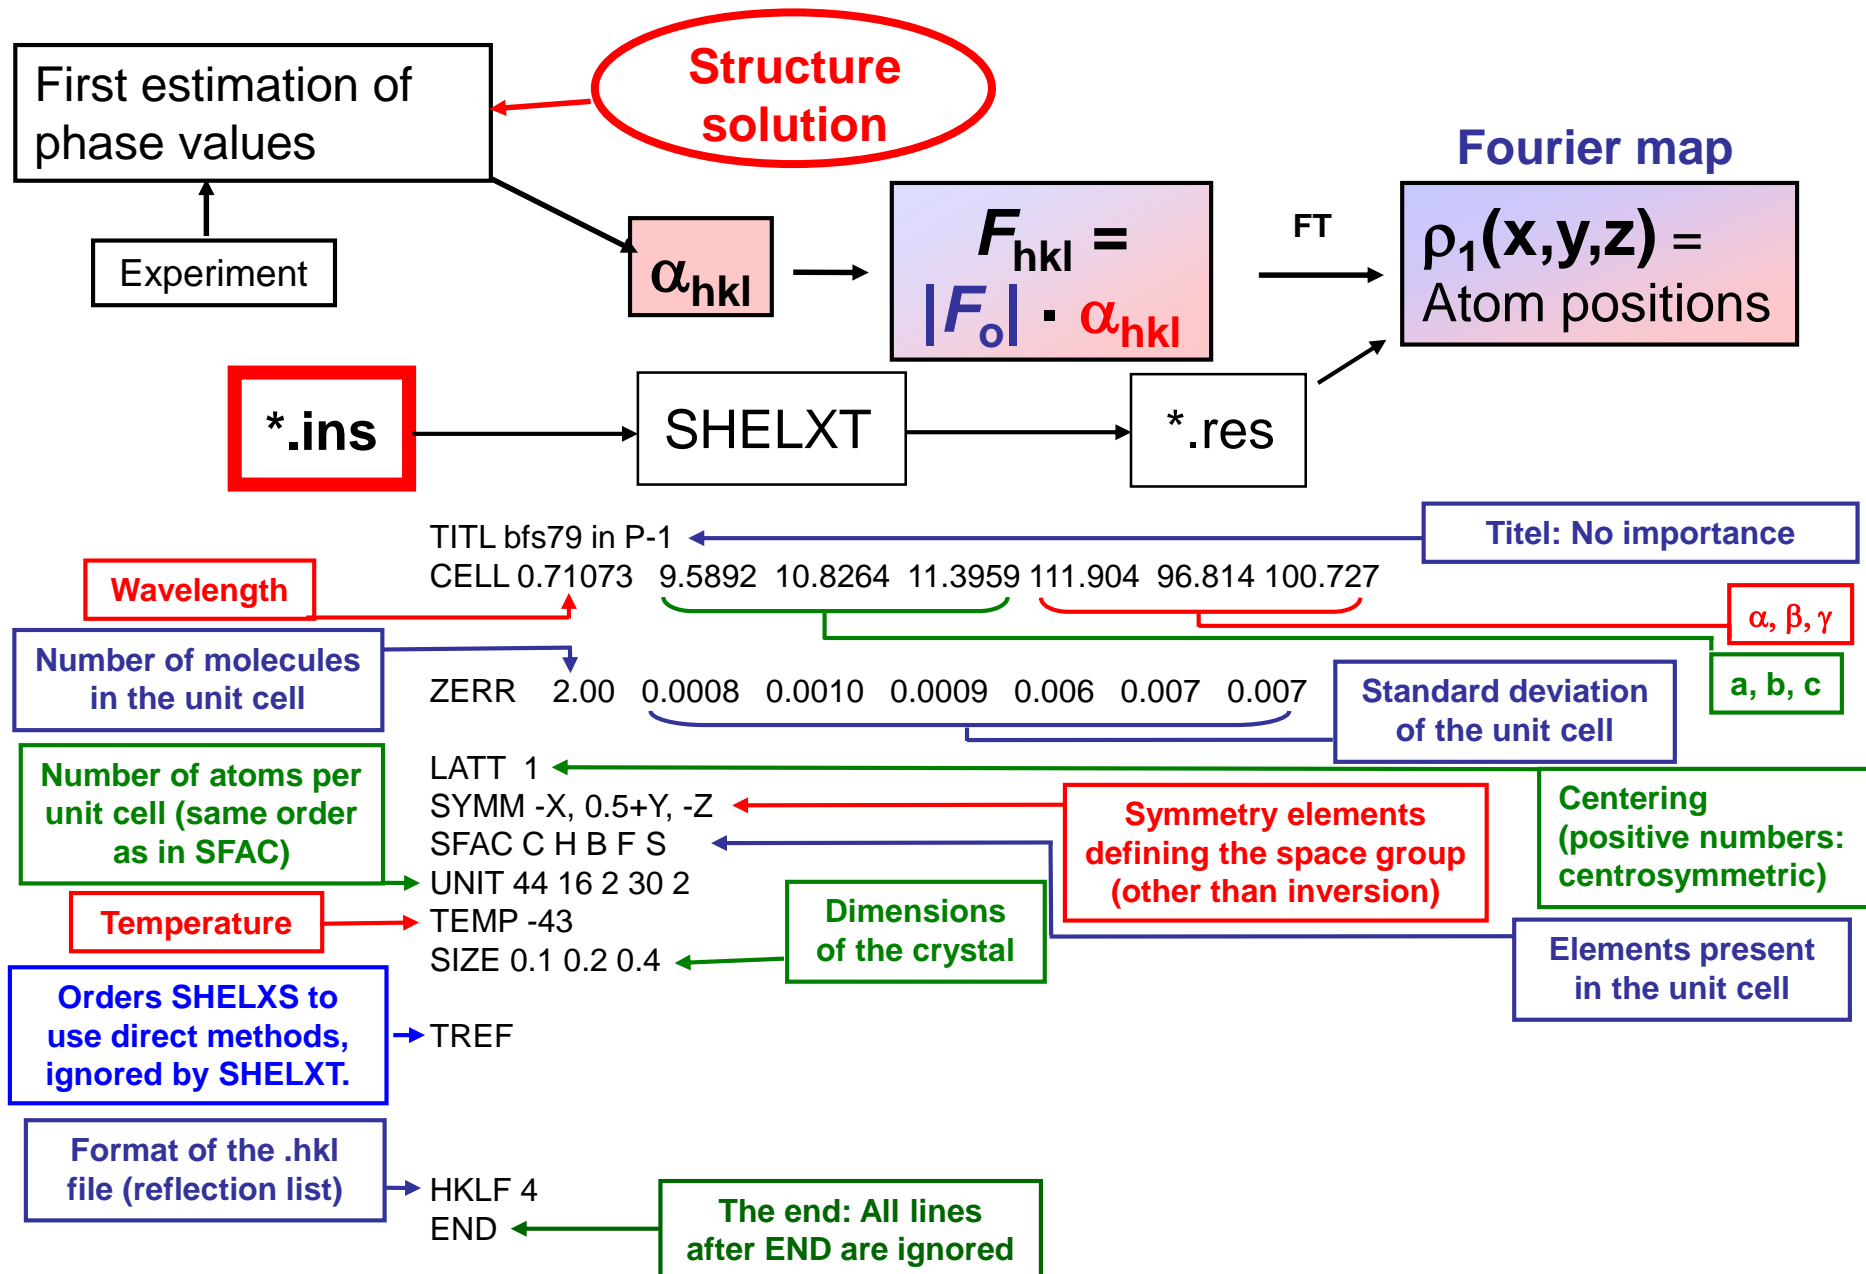 First estimation of
phase values
Structure
solution
Experiment
αhkl
Fhkl =
|Fo| · αhkl
FT
Fourier map
ρ1(x,y,z) =
Atom positions
*.ins
SHELXT
*.res
TITL bfs79 in P-1
Titel: No importance
Wavelength
CELL 0.71073 9.5892 10.8264 11.3959 111.904 96.814 100.727
α, β, γ
a, b, c
Number of molecules
in the unit cell
ZERR 2.00 0.0008 0.0010 0.0009 0.006 0.007 0.007
Standard deviation
of the unit cell
Number of atoms per
unit cell (same order
as in SFAC)
LATT 1
SYMM -X, 0.5+Y, -Z
SFAC C H B F S
UNIT 44 16 2 30 2
TEMP -43
SIZE 0.1 0.2 0.4
Symmetry elements
defining the space group
(other than inversion)
Centering
(positive numbers:
centrosymmetric)
Temperature
Dimensions
of the crystal
Elements present
in the unit cell
Orders SHELXS to
use direct methods,
ignored by SHELXT.
TREF
Format of the .hkl
file (reflection list)
HKLF 4
END
The end: All lines
after END are ignored